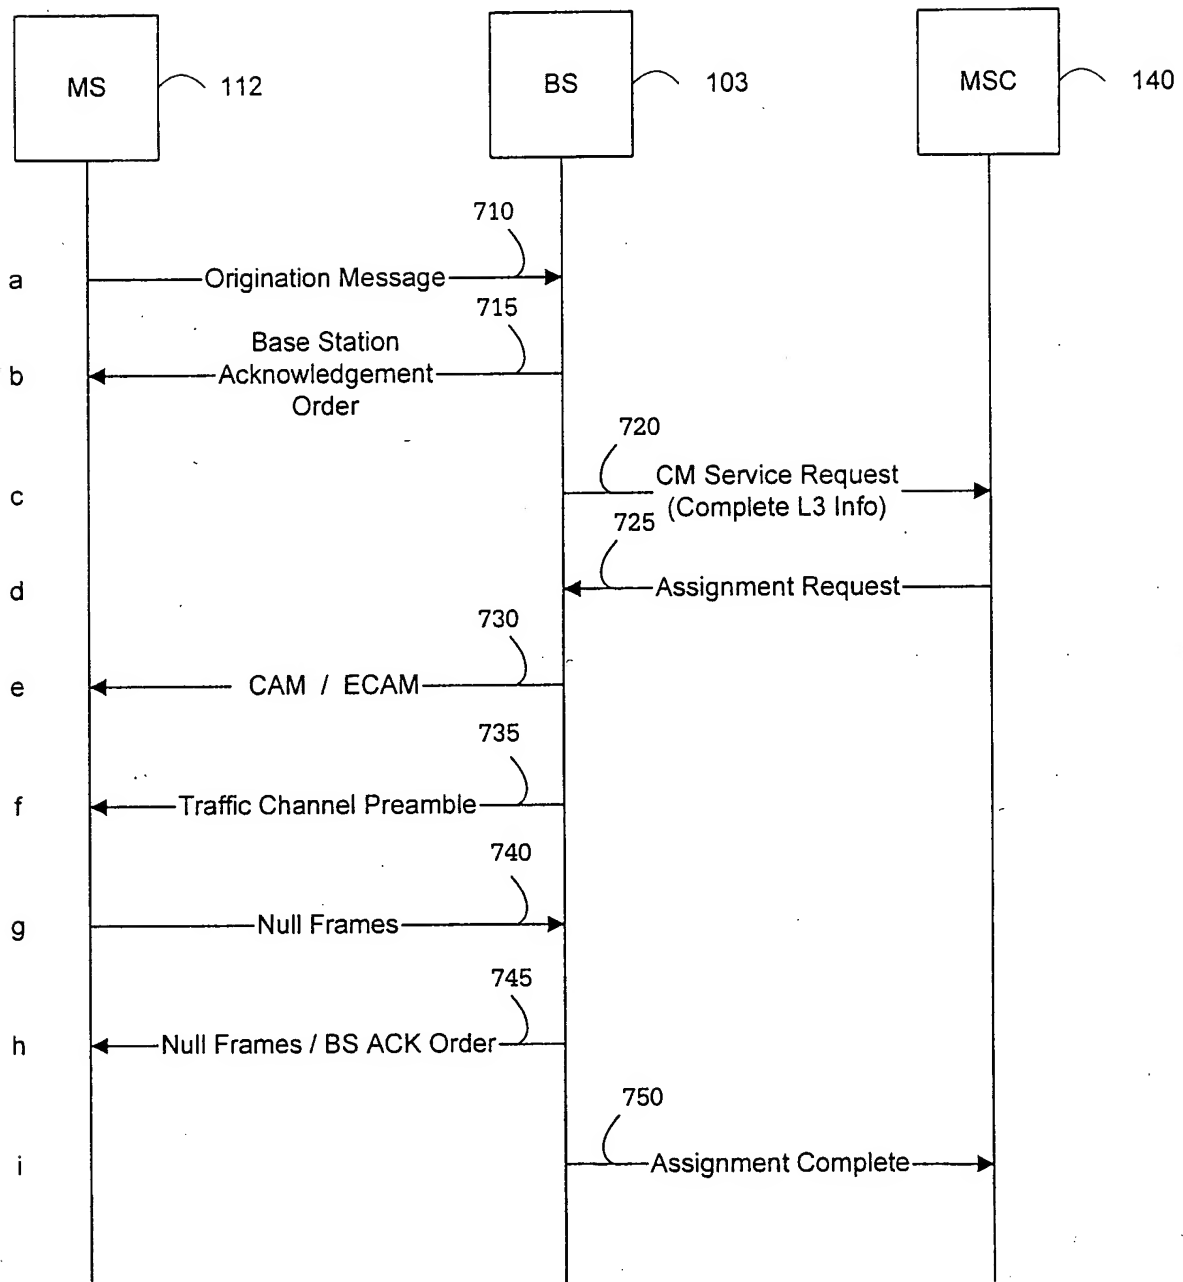 MS
112
BS
103
MSC
140
710
a
Origination Message
715
Base Station
b
Acknowledgement
Order
720
c
CM Service Request
(Complete L3 Info)
725
d
Assignment Request
730
e
CAM / ECAM
735
f
Traffic Channel Preamble
740
g
Null Frames
745
h
Null Frames / BS ACK Order
750
i
Assignment Complete